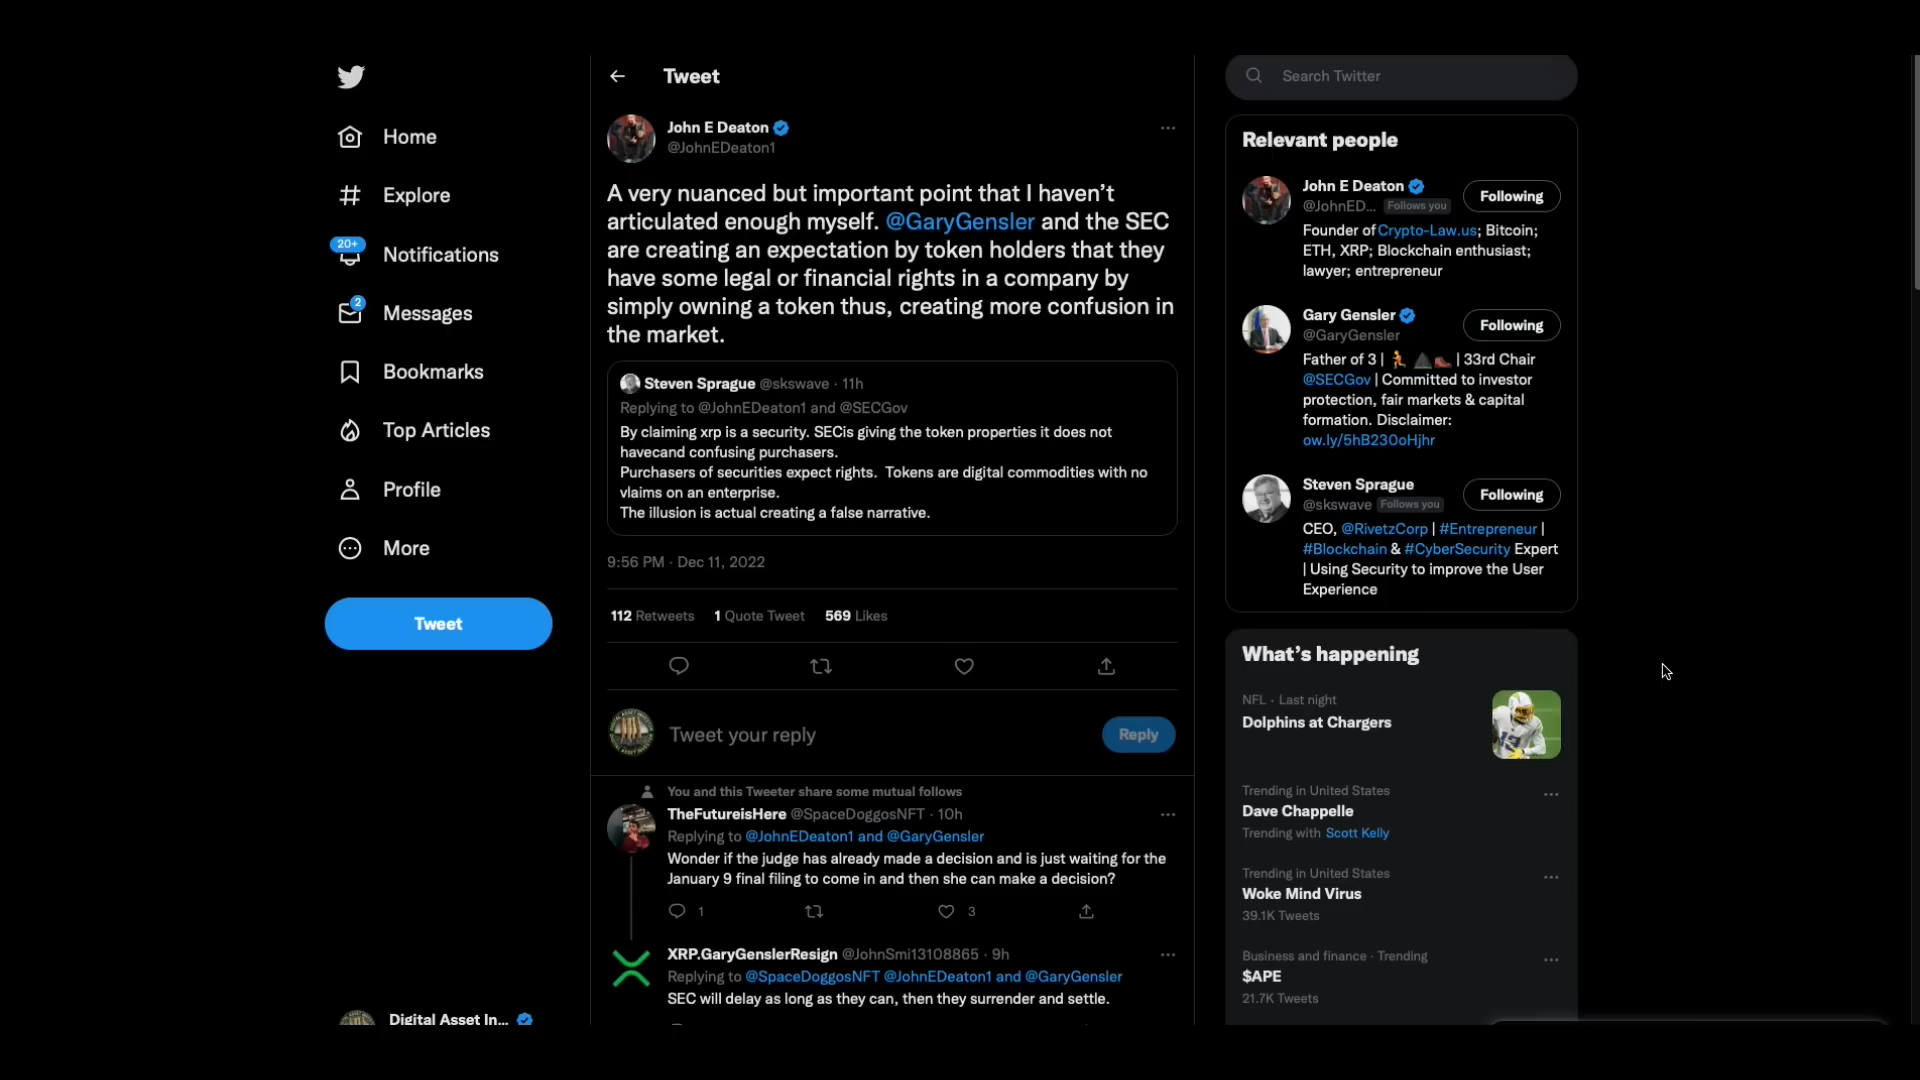 Home
Explore
20+
Notifications
2
Messages
Bookmarks
Top Articles
Profile
More
Tweet
Digital Asset In...
Tweet
John E Deaton
@JohnEDeaton1
A very nuanced but important point that I haven't
articulated enough myself. @GaryGensler and the SEC
are creating an expectation by token holders that they
have some legal or financial rights in a company by
simply owning a token thus, creating more confusion in
the market.
Steven Sprague @skswave · 11h
Replying to @JohnEDeaton1 and @SECGov
By claiming xrp is a security. SECis giving the token properties it does not
havecand confusing purchasers.
Purchasers of securities expect rights. Tokens are digital commodities with no
vlaims on an enterprise.
The illusion is actual creating a false narrative.
9:56 PM · Dec 11, 2022
112 Retweets 1 Quote Tweet 569 Likes
Tweet your reply
Reply
You and this Tweeter share some mutual follows
TheFutureisHere @SpaceDoggosNFT · 10h
Replying to @JohnEDeaton1 and @GaryGensler
Wonder if the judge has already made a decision and is just waiting for the
January 9 final filing to come in and then she can make a decision?
1 3
XRP.GaryGenslerResign @JohnSmi13108865 · 9h
Replying to @SpaceDoggosNFT @JohnEDeaton1 and @GaryGensler
SEC will delay as long as they can, then they surrender and settle.
Search Twitter
Relevant people
John E Deaton
@JohnED... Follows you
Following
Founder of Crypto-Law.us; Bitcoin;
ETH, XRP; Blockchain enthusiast;
lawyer; entrepreneur
Gary Gensler
@GaryGensler
Following
Father of 3 | | 33rd Chair
@SECGov | Committed to investor
protection, fair markets & capital
formation. Disclaimer:
ow.ly/5hB230oHjhr
Steven Sprague
@skswave Follows you
Following
CEO, @RivetzCorp | #Entrepreneur |
#Blockchain & #CyberSecurity Expert
| Using Security to improve the User
Experience
What's happening
NFL · Last night
Dolphins at Chargers
Trending in United States
Dave Chappelle
Trending with Scott Kelly
Trending in United States
Woke Mind Virus
39.1K Tweets
Business and finance · Trending
$APE
21.7K Tweets